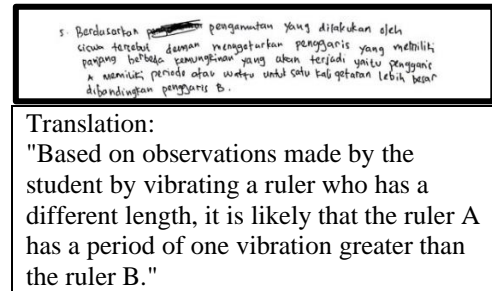 5. Berdasarkan pengamatan yang dilakukan oleh
siswa tersebut dengan menggetarkan penggaris yang memiliki
panjang berbeda kemungkinan yang akan terjadi yaitu penggaris
A memiliki periode atau waktu untuk satu kali getaran lebih besar
dibandingkan penggaris B.
Translation:
"Based on observations made by the
student by vibrating a ruler who has a
different length, it is likely that the ruler A
has a period of one vibration greater than
the ruler B."